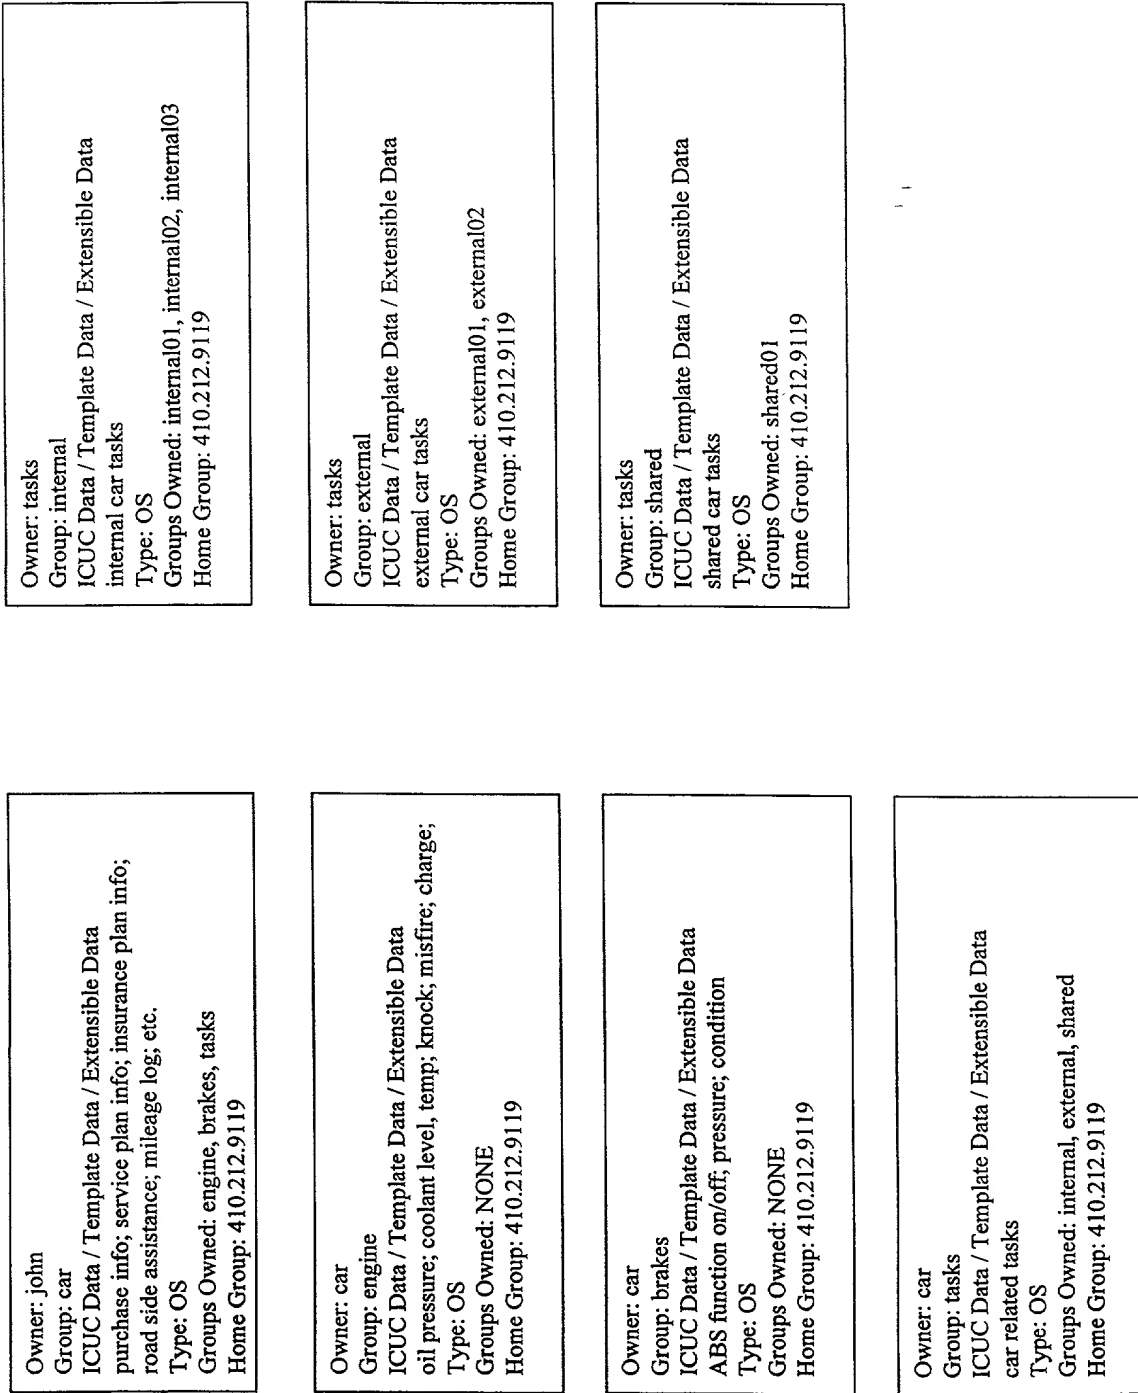 Owner: john
Group: car
ICUC Data / Template Data / Extensible Data
purchase info; service plan info; insurance plan info;
road side assistance; mileage log; etc.
Type: OS
Groups Owned: engine, brakes, tasks
Home Group: 410.212.9119
Owner: car
Group: engine
ICUC Data / Template Data / Extensible Data
oil pressure; coolant level, temp; knock; misfire; charge;
Type: OS
Groups Owned: NONE
Home Group: 410.212.9119
Owner: car
Group: brakes
ICUC Data / Template Data / Extensible Data
ABS function on/off; pressure; condition
Type: OS
Groups Owned: NONE
Home Group: 410.212.9119
Owner: car
Group: tasks
ICUC Data / Template Data / Extensible Data
car related tasks
Type: OS
Groups Owned: internal, external, shared
Home Group: 410.212.9119
Owner: tasks
Group: internal
ICUC Data / Template Data / Extensible Data
internal car tasks
Type: OS
Groups Owned: internal01, internal02, internal03
Home Group: 410.212.9119
Owner: tasks
Group: external
ICUC Data / Template Data / Extensible Data
external car tasks
Type: OS
Groups Owned: external01, external02
Home Group: 410.212.9119
Owner: tasks
Group: shared
ICUC Data / Template Data / Extensible Data
shared car tasks
Type: OS
Groups Owned: shared01
Home Group: 410.212.9119